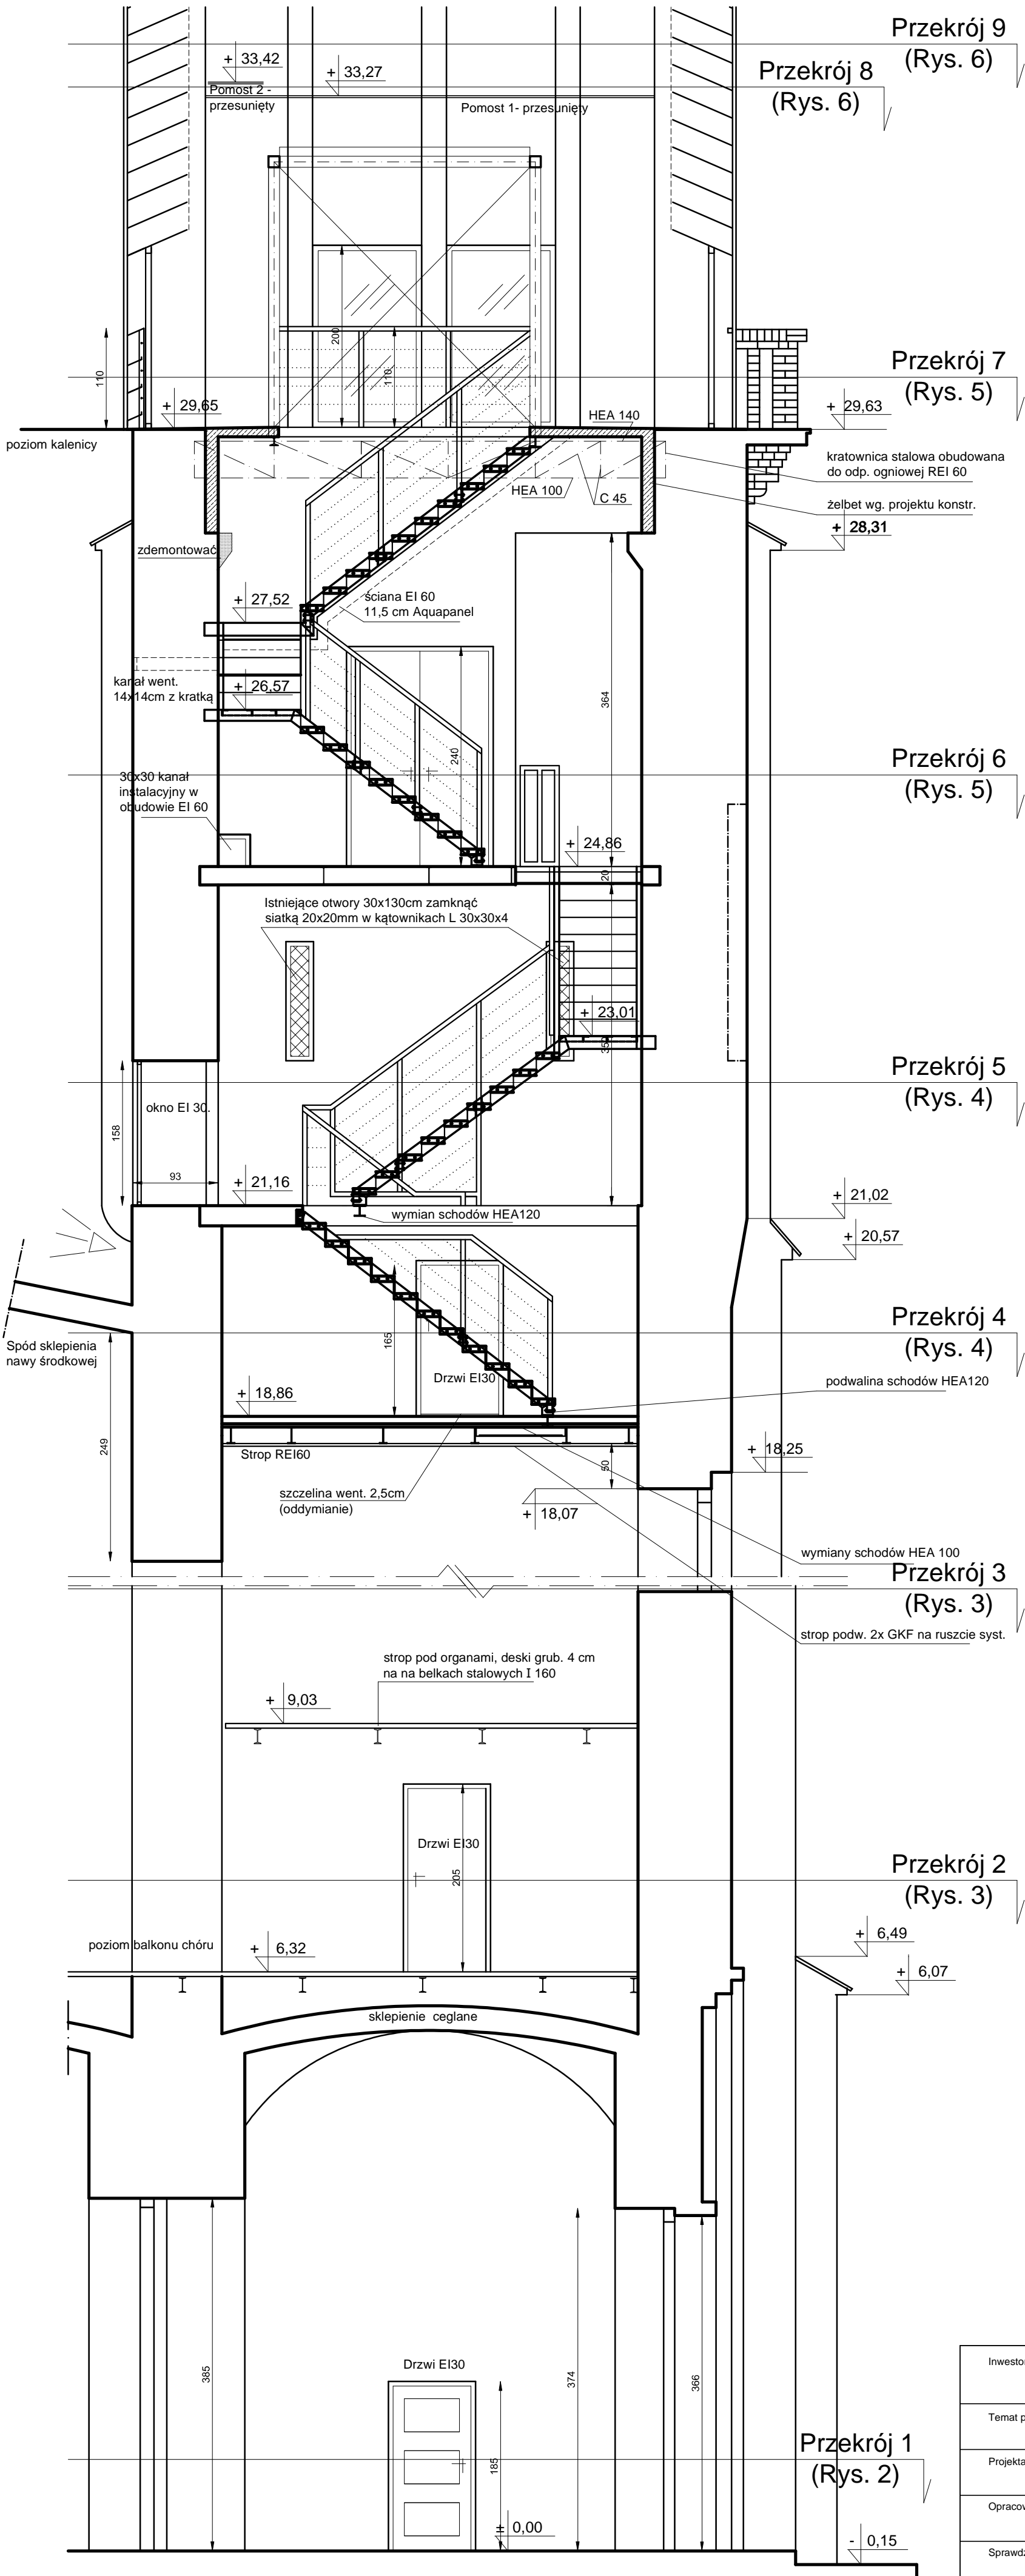 Przekrój 9
(Rys. 6)
+ 33,42
+ 33,27
Przekrój 8
(Rys. 6)
Pomost 2 -
przesunięty
Pomost 1- przesunięty
200
110
110
Przekrój 7
(Rys. 5)
+ 29,65
+ 29,63
HEA 140
poziom kalenicy
kratownica stalowa obudowana
do odp. ogniowej REI 60
HEA 100
C 45
żelbet wg. projektu konstr.
+ 28,31
zdemontować
+ 27,52
ściana EI 60
11,5 cm Aquapanel
kanał went.
14x14cm z kratką
+ 26,57
364
240
Przekrój 6
(Rys. 5)
30x30 kanał
instalacyjny w
obudowie EI 60
+ 24,86
20
Istniejące otwory 30x130cm zamknąć
siatką 20x20mm w kątownikach L 30x30x4
+ 23,01
350
Przekrój 5
(Rys. 4)
okno EI 30.
158
93
+ 21,16
wymian schodów HEA120
+ 21,02
+ 20,57
Przekrój 4
(Rys. 4)
Spód sklepienia
nawy środkowej
165
Drzwi EI30
podwalina schodów HEA120
+ 18,86
249
Strop REI60
50
+ 18,25
szczelina went. 2,5cm
(oddymianie)
+ 18,07
wymiany schodów HEA 100
Przekrój 3
(Rys. 3)
strop podw. 2x GKF na ruszcie syst.
strop pod organami, deski grub. 4 cm
na na belkach stalowych I 160
+ 9,03
Drzwi EI30
205
Przekrój 2
(Rys. 3)
poziom balkonu chóru
+ 6,32
+ 6,49
+ 6,07
sklepienie ceglane
385
374
366
Drzwi EI30
185
Przekrój 1
(Rys. 2)
± 0,00
- 0,15
Inwestor
Temat p
Projekta
Opracow
Sprawdz